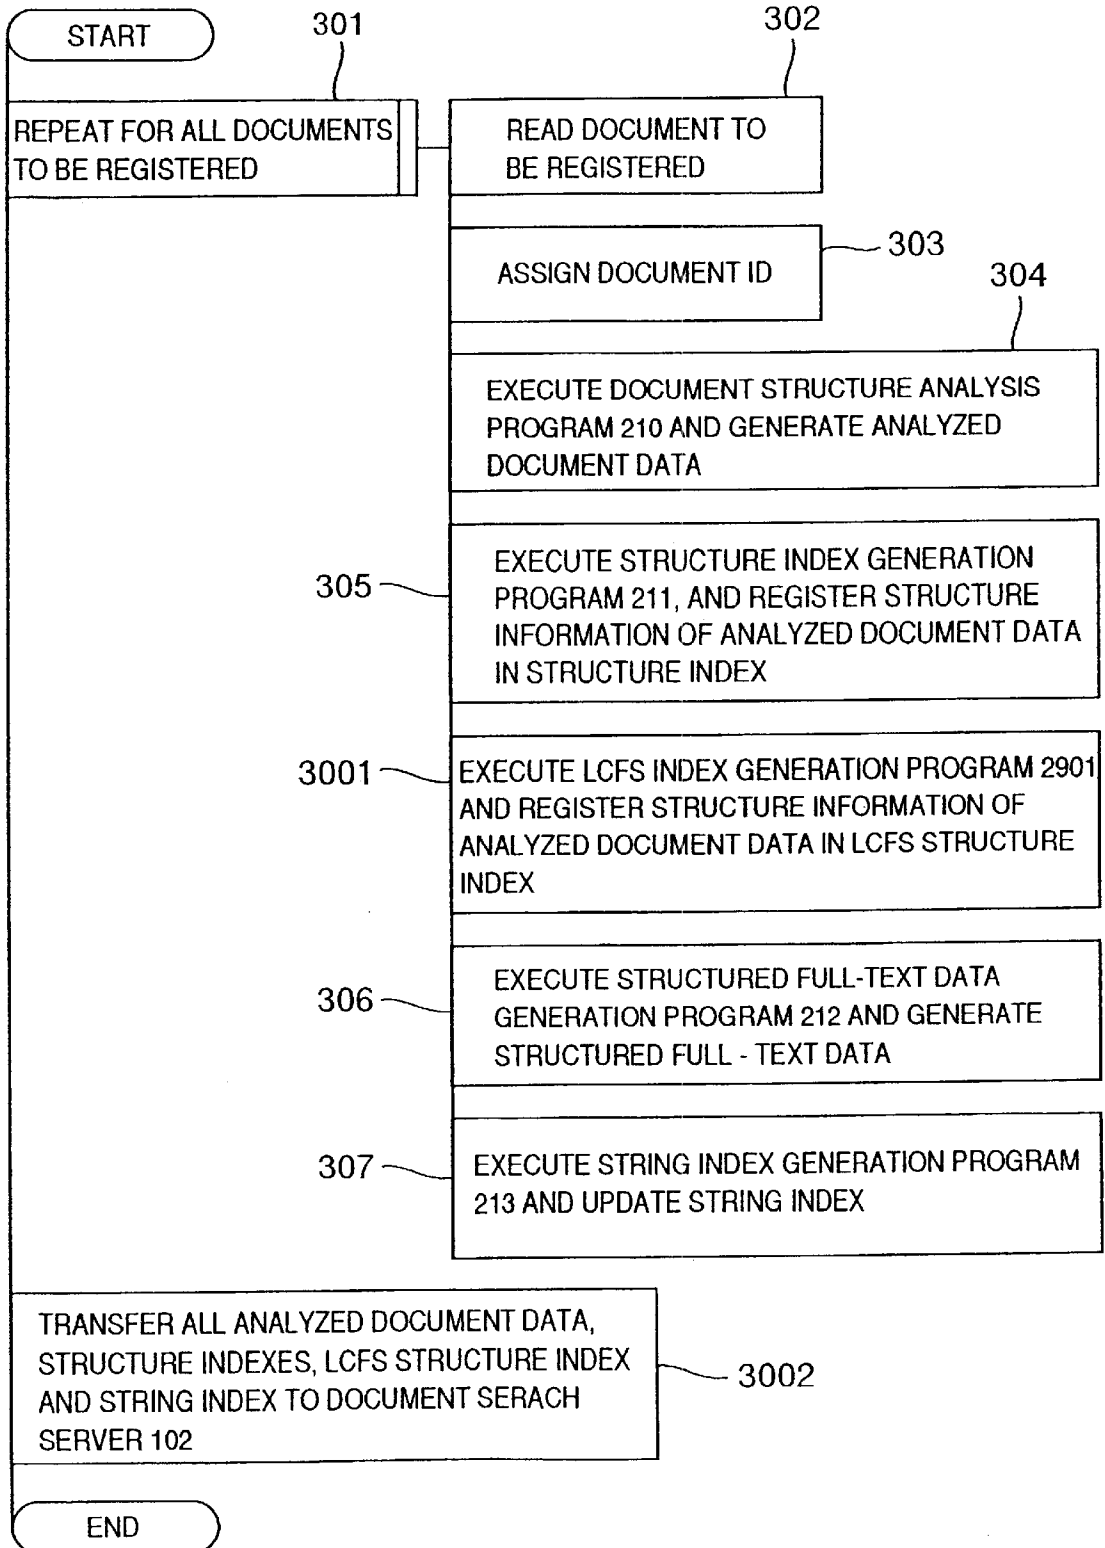 START
301
302
REPEAT FOR ALL DOCUMENTS
TO BE REGISTERED
READ DOCUMENT TO
BE REGISTERED
303
ASSIGN DOCUMENT ID
304
EXECUTE DOCUMENT STRUCTURE ANALYSIS
PROGRAM 210 AND GENERATE ANALYZED
DOCUMENT DATA
305
EXECUTE STRUCTURE INDEX GENERATION
PROGRAM 211, AND REGISTER STRUCTURE
INFORMATION OF ANALYZED DOCUMENT DATA
IN STRUCTURE INDEX
3001
EXECUTE LCFS INDEX GENERATION PROGRAM 2901
AND REGISTER STRUCTURE INFORMATION OF
ANALYZED DOCUMENT DATA IN LCFS STRUCTURE
INDEX
306
EXECUTE STRUCTURED FULL-TEXT DATA
GENERATION PROGRAM 212 AND GENERATE
STRUCTURED FULL - TEXT DATA
307
EXECUTE STRING INDEX GENERATION PROGRAM
213 AND UPDATE STRING INDEX
TRANSFER ALL ANALYZED DOCUMENT DATA,
STRUCTURE INDEXES, LCFS STRUCTURE INDEX
AND STRING INDEX TO DOCUMENT SERACH
SERVER 102
3002
END